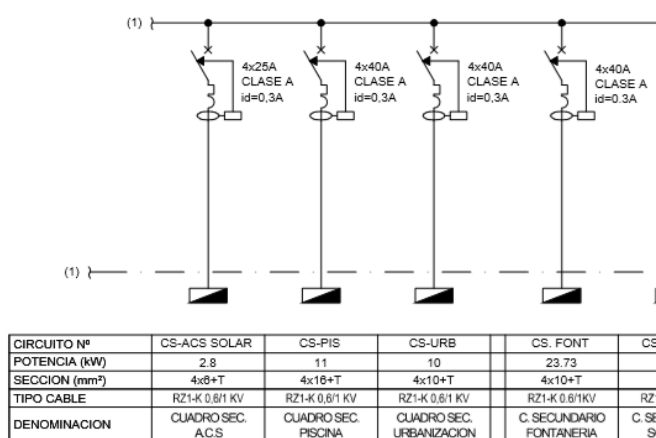 (1)
4x25A
CLASE A
id=0,3A
4x40A
CLASE A
id=0,3A
4x40A
CLASE A
id=0,3A
4x40A
CLASE A
id=0.3A
(1)
CIRCUITO Nº CS-ACS SOLAR CS-PIS CS-URB CS. FONT CS
POTENCIA (kW) 2.8 11 10 23.73
SECCION (mm²) 4x6+T 4x16+T 4x10+T 4x10+T
TIPO CABLE RZ1-K 0,6/1 KV RZ1-K 0,6/1 KV RZ1-K 0,6/1 KV RZ1-K 0.6/1KV RZ
DENOMINACION CUADRO SEC. CUADRO SEC. CUADRO SEC. C. SECUNDARIO C. SE
A.C.S PISCINA URBANIZACION FONTANERIA S